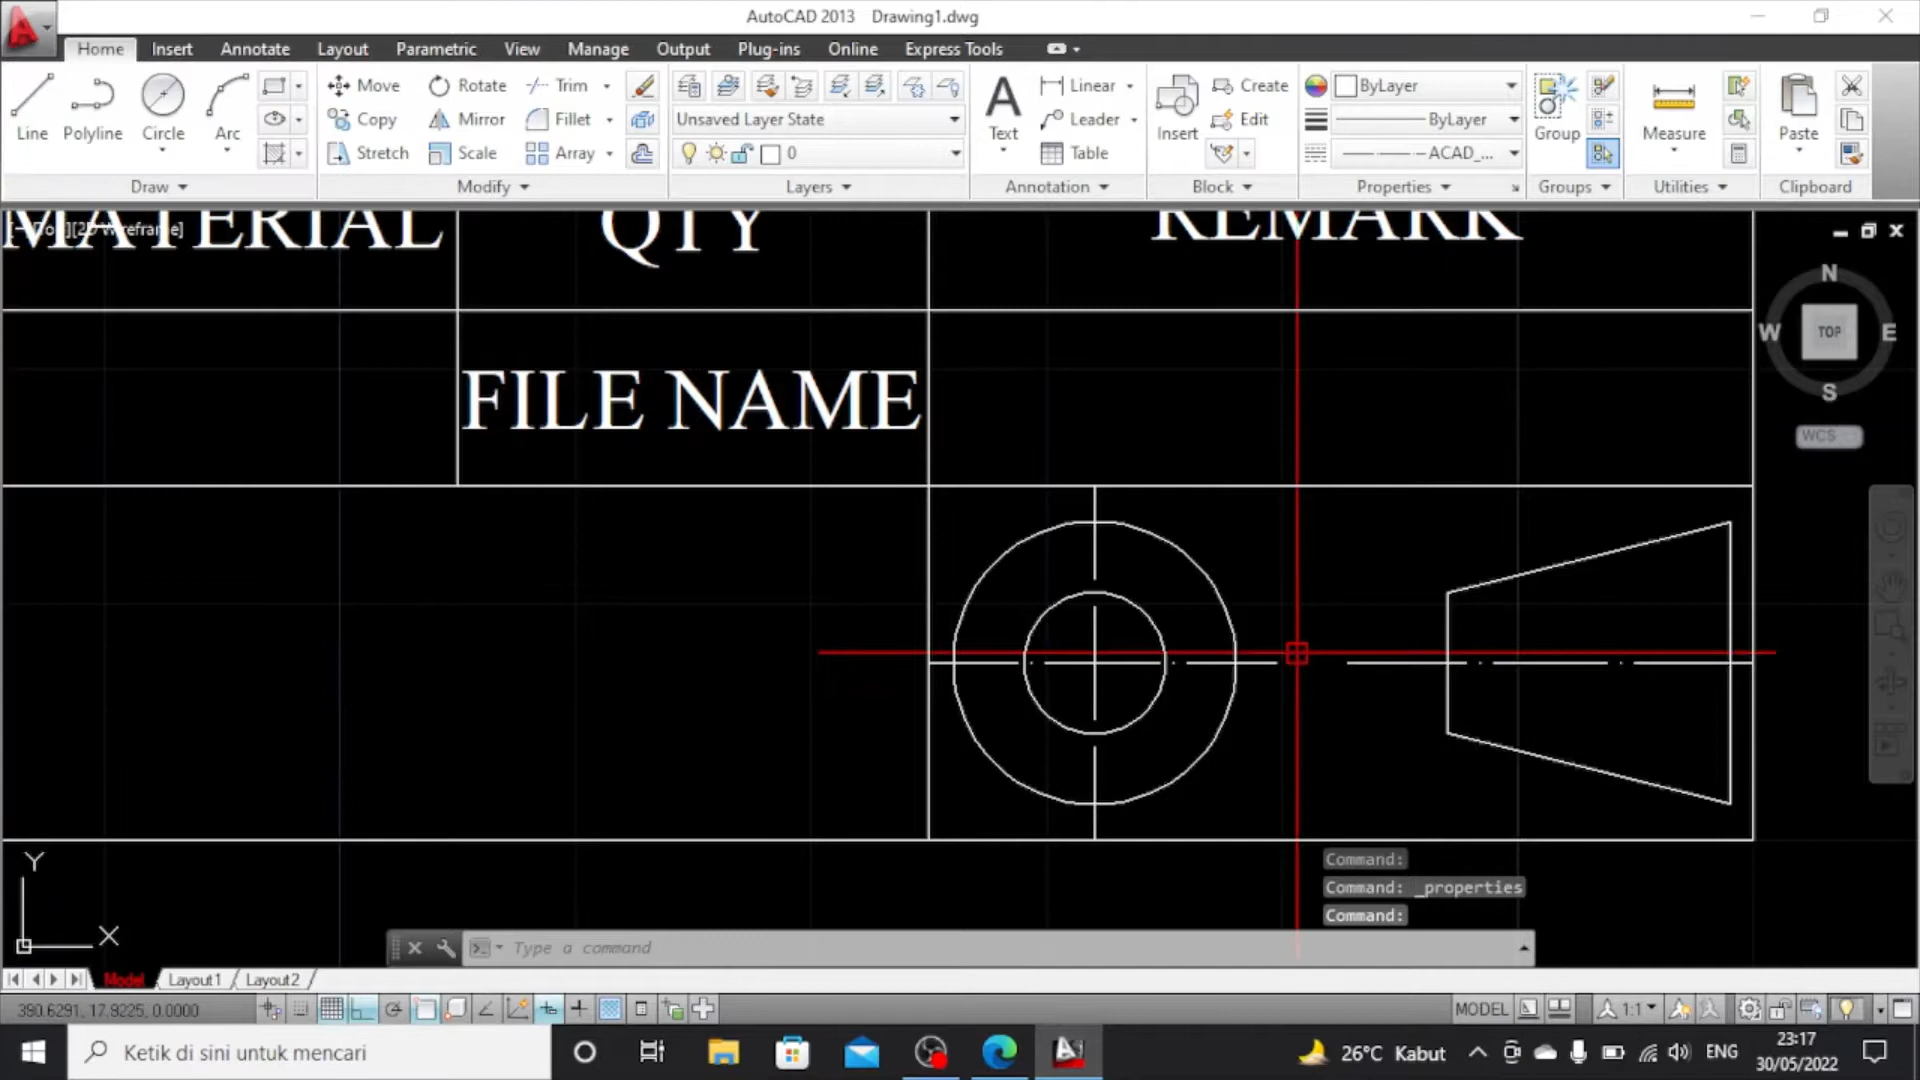 AutoCAD 2013 Drawing1.dwg
Home Insert Annotate Layout Parametric View Manage Output Plug-ins Online Express Tools
Line Polyline Circle Arc
Move Rotate Trim
Copy Mirror Fillet
Stretch Scale Array
Unsaved Layer State
0
Text Linear Leader Table
Insert Create Edit
ByLayer
ByLayer
ACAD_...
Group Measure Paste
Draw Modify Layers Annotation Block Properties Groups Utilities Clipboard
MATERIAL QTY REMARK
FILE NAME
N
W TOP E
S
WCS
Y
X
Command:
Command: _properties
Command:
Type a command
Model Layout1 Layout2
390.6291, 17.9225, 0.0000 MODEL 1:1
Ketik di sini untuk mencari 26°C Kabut ENG 23:17
30/05/2022